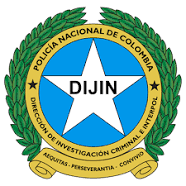 POLICÍA NACIONAL DE COLOMBIA
DIJIN
DIRECCIÓN DE INVESTIGACIÓN CRIMINAL E INTERPOL
AEQUITAS - PERSEVERANTIA - CONVIVIO